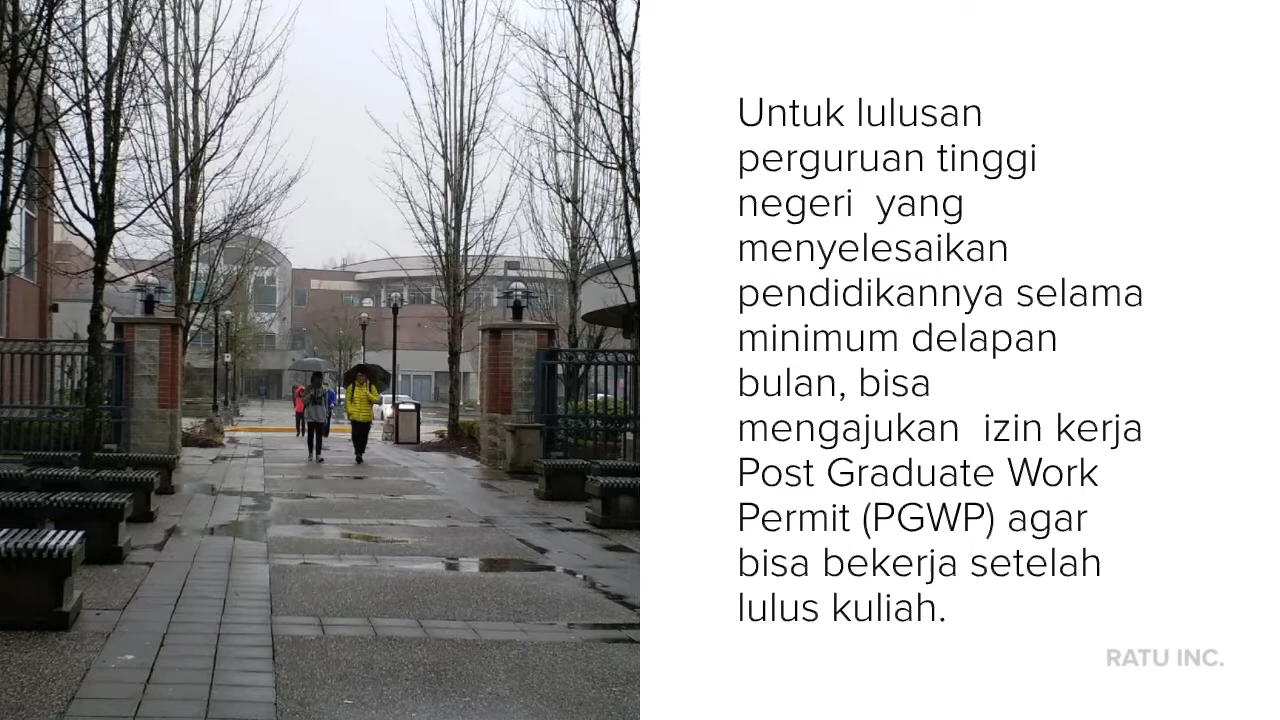 Untuk lulusan
perguruan tinggi
negeri  yang
menyelesaikan
pendidikannya selama
minimum delapan
bulan, bisa
mengajukan  izin kerja
Post Graduate Work
Permit (PGWP) agar
bisa bekerja setelah
lulus kuliah.
RATU INC.